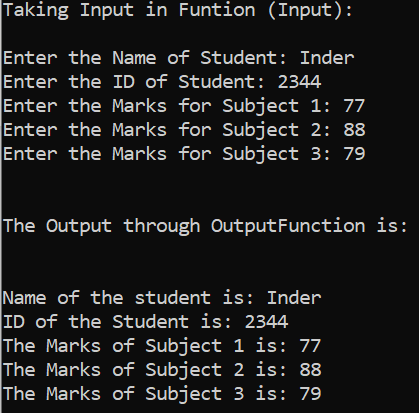 Taking Input in Funtion (Input):
Enter the Name of Student: Inder
Enter the ID of Student: 2344
Enter the Marks for Subject 1: 77
Enter the Marks for Subject 2: 88
Enter the Marks for Subject 3: 79
The Output through OutputFunction is:
Name of the student is: Inder
ID of the Student is: 2344
The Marks of Subject 1 is: 77
The Marks of Subject 2 is: 88
The Marks of Subject 3 is: 79